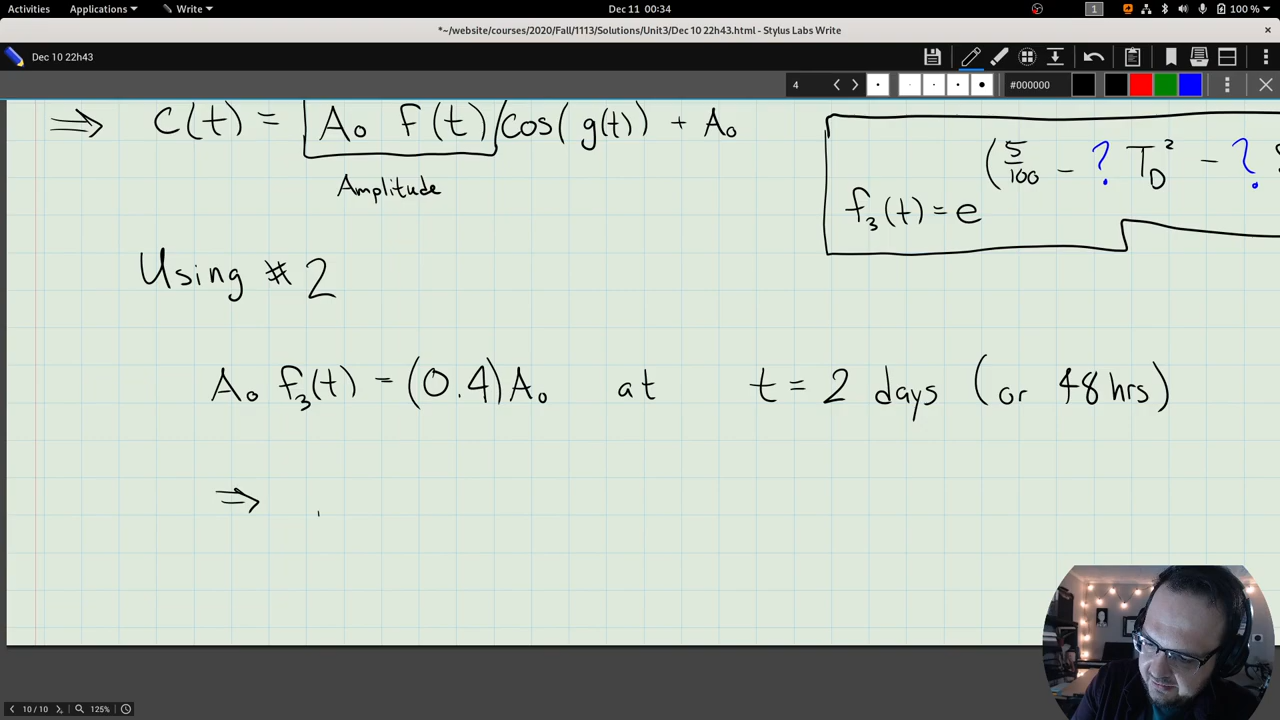 Activities Applications Write Dec 11 00:34 1 100 %
*~/website/courses/2020/Fall/1113/Solutions/Unit3/Dec 10 22h43.html - Stylus Labs Write ×
Dec 10 22h43
4 #000000
⇒ C(t) = A₀ f(t) cos( g(t)) + A₀
Amplitude
f₃(t) = e^(5/100 - ? T_D² - ?
Using # 2
A₀ f₃(t) = (0.4) A₀ at t = 2 days (or 48 hrs)
⇒
10/10 125%